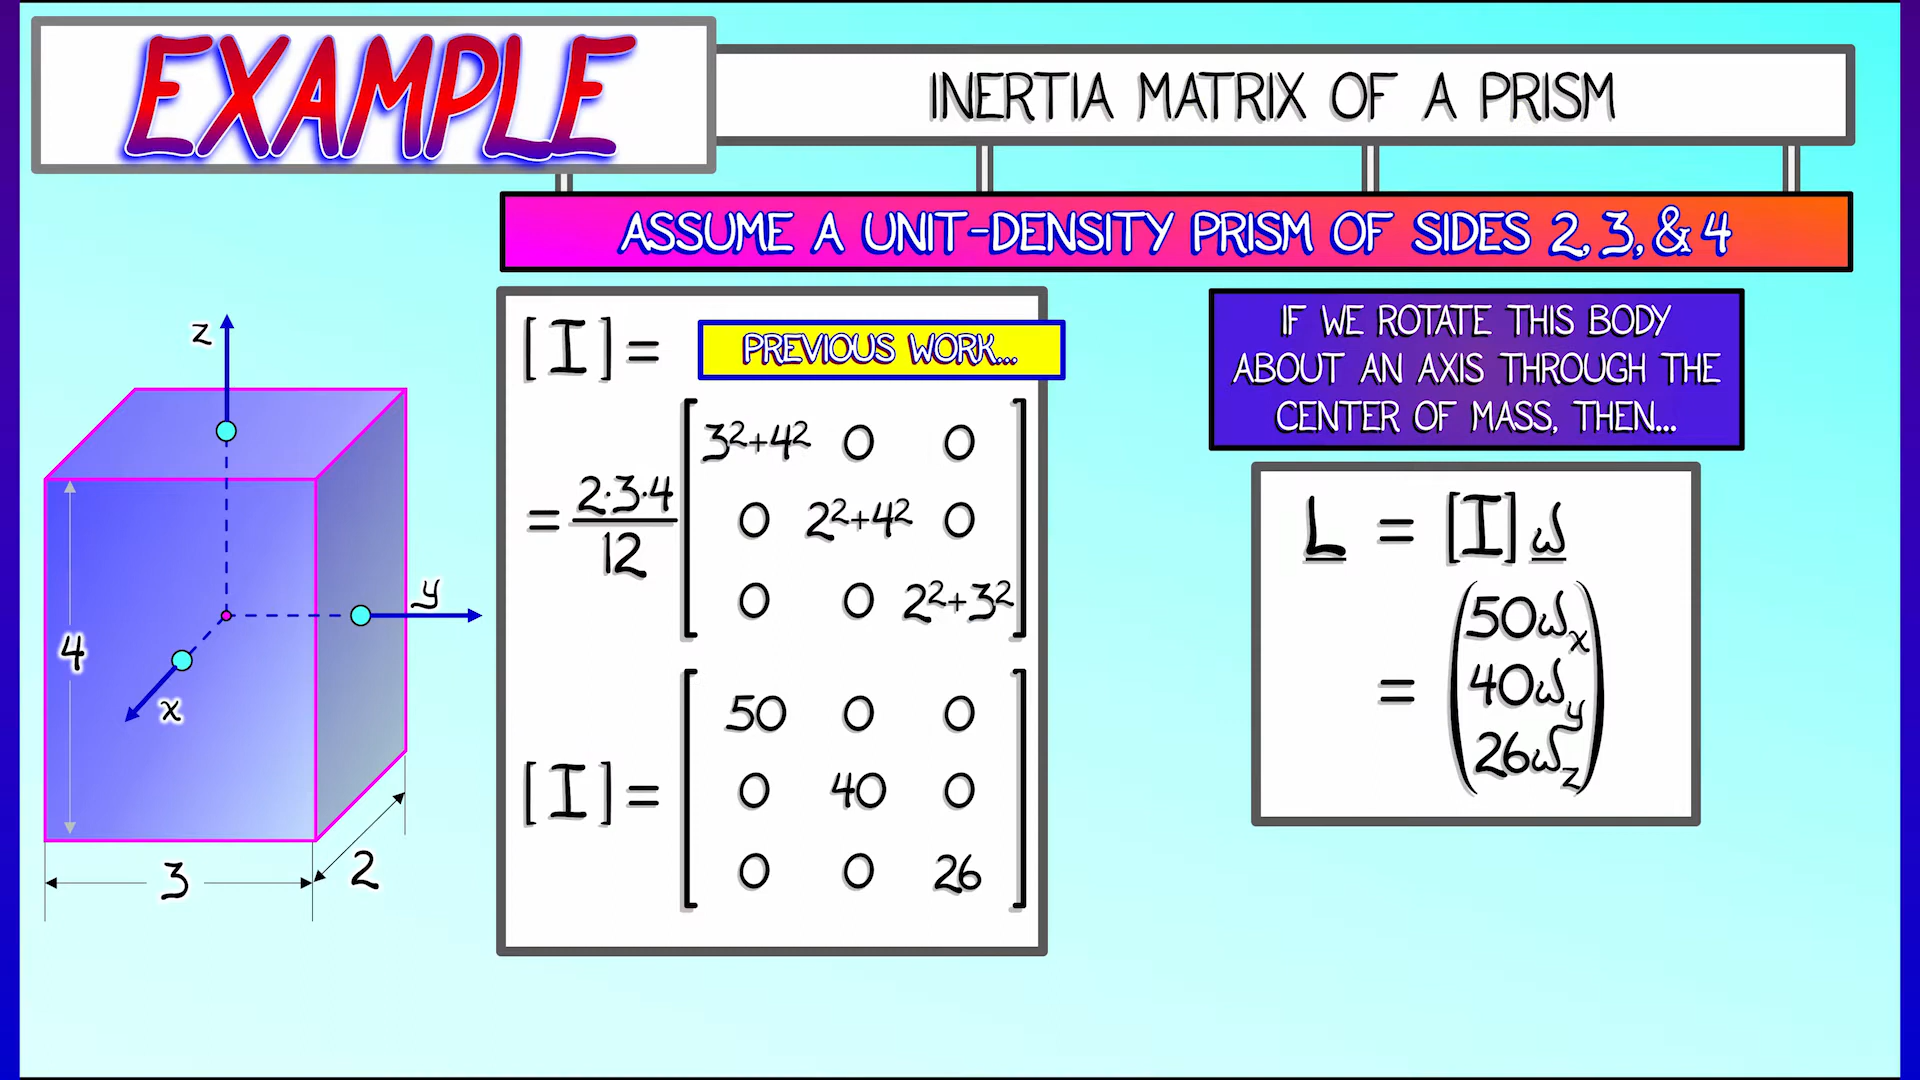 EXAMPLE
INERTIA MATRIX OF A PRISM
ASSUME A UNIT-DENSITY PRISM OF SIDES 2, 3, & 4
z
y
x
4
3
2
[I] =
PREVIOUS WORK...
= 2·3·4
12
3²+4² 0 0
0 2²+4² 0
0 0 2²+3²
[I] =
50 0 0
0 40 0
0 0 26
IF WE ROTATE THIS BODY
ABOUT AN AXIS THROUGH THE
CENTER OF MASS, THEN...
L = [I] ω
=
50ωx
40ωy
26ωz